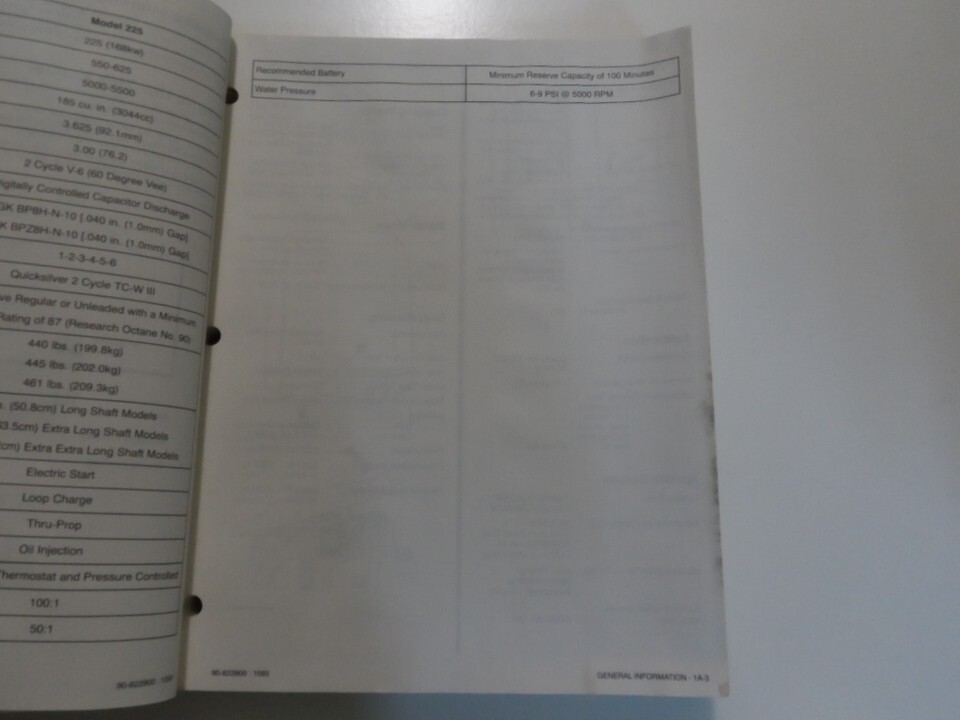 Model 225
225 (168kw)
550-625
5000-5500
185 cu. in. (3044cc)
3.625 (92.1mm)
3.00 (76.2)
2 Cycle V-6 (60 Degree Vee)
igitally Controlled Capacitor Discharge
GK BP8H-N-10 [.040 in. (1.0mm) Gap]
K BPZ8H-N-10 [.040 in. (1.0mm) Gap]
1-2-3-4-5-6
Quicksilver 2 Cycle TC-W III
ve Regular or Unleaded with a Minimum
Rating of 87 (Research Octane No. 90)
440 lbs. (199.8kg)
445 lbs. (202.0kg)
461 lbs. (209.3kg)
. (50.8cm) Long Shaft Models
3.5cm) Extra Long Shaft Models
cm) Extra Extra Long Shaft Models
Electric Start
Loop Charge
Thru-Prop
Oil Injection
Thermostat and Pressure Controlled
100:1
50:1
90-822900
Recommended Battery Minimum Reserve Capacity of 100 Minutes
Water Pressure 6-9 PSI @ 5000 RPM
90-822900 1093
GENERAL INFORMATION - 1A-3